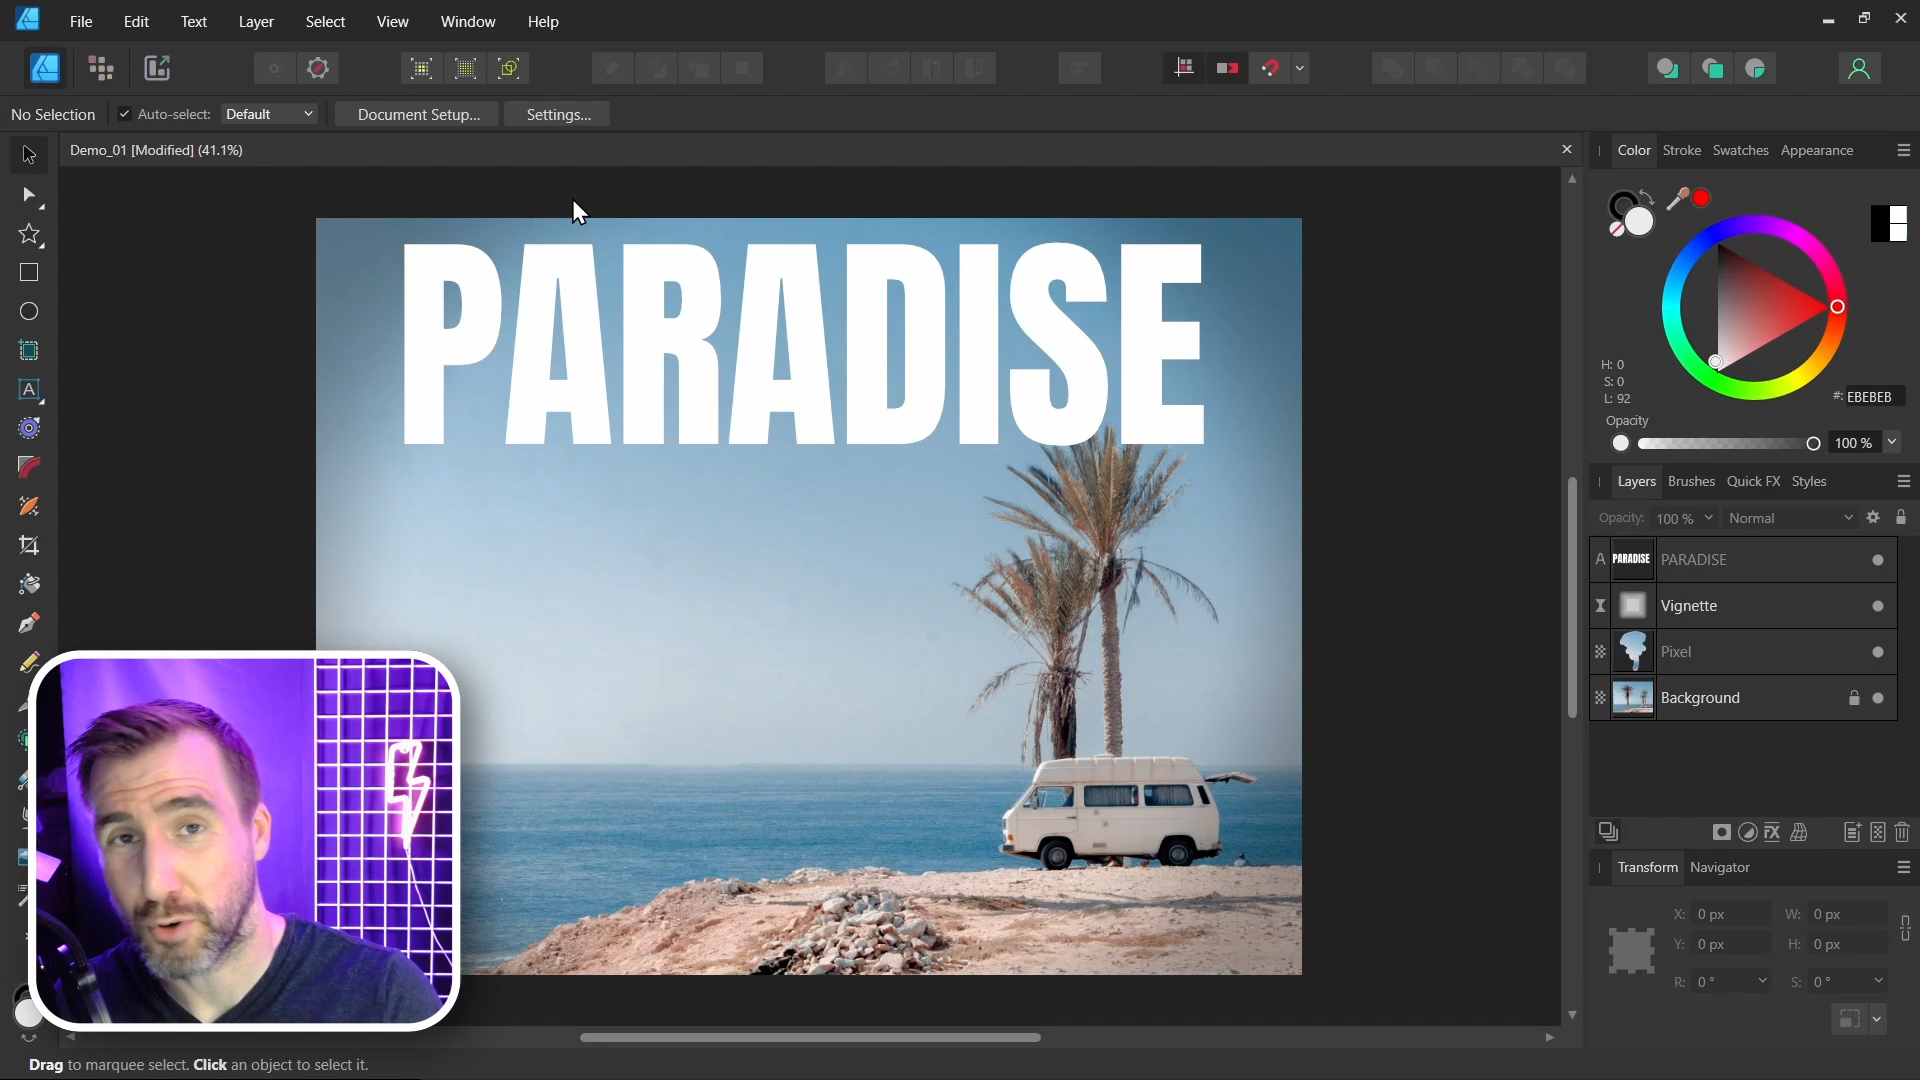 File Edit Text Layer Select View Window Help
No Selection Auto-select: Default Document Setup... Settings...
Demo_01 [Modified] (41.1%)
Color Stroke Swatches Appearance
PARADISE
H: 0
S: 0
L: 92
#: EBEBEB
Opacity
100 %
Layers Brushes Quick FX Styles
Opacity: 100 % Normal
A PARADISE PARADISE
Vignette
Pixel
Background
FX
Transform Navigator
X: 0 px W: 0 px
Y: 0 px H: 0 px
R: 0 ° S: 0 °
Drag to marquee select. Click an object to select it.